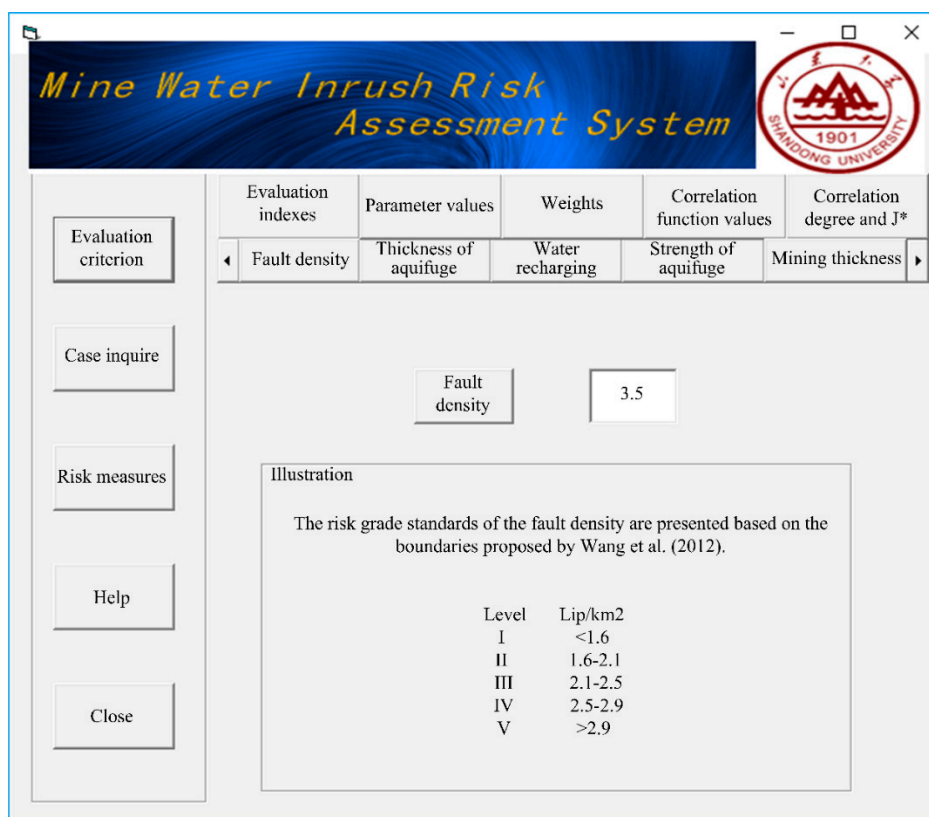 Mine Water Inrush Risk
Assessment System
1901
SHANDONG UNIVERSITY
Evaluation
criterion
Case inquire
Risk measures
Help
Close
Evaluation
indexes
Parameter values
Weights
Correlation
function values
Correlation
degree and J*
Fault density
Thickness of
aquifuge
Water
recharging
Strength of
aquifuge
Mining thickness
Fault
density
3.5
Illustration
The risk grade standards of the fault density are presented based on the
boundaries proposed by Wang et al. (2012).
Level Lip/km2
I <1.6
II 1.6-2.1
III 2.1-2.5
IV 2.5-2.9
V >2.9